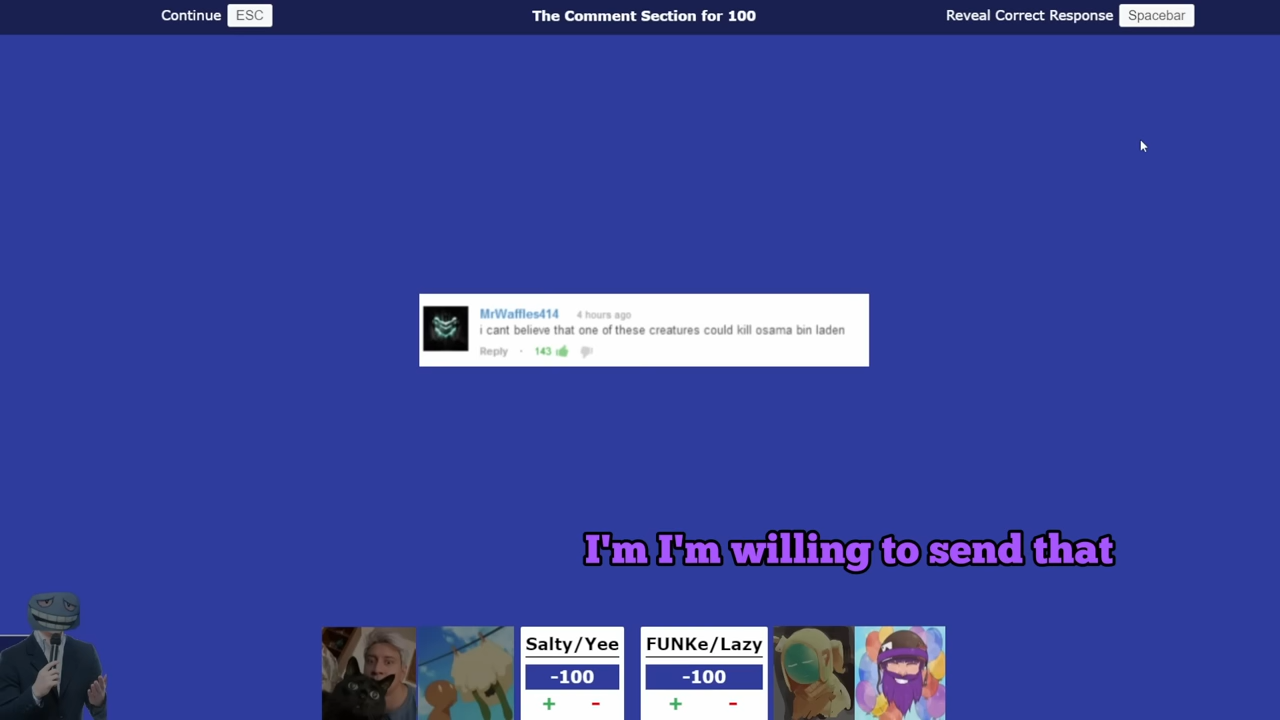 Continue ESC
The Comment Section for 100
Reveal Correct Response Spacebar
MrWaffles414 4 hours ago
i cant believe that one of these creatures could kill osama bin laden
Reply · 143
I'm I'm willing to send that
Salty/Yee
-100
+ -
FUNKe/Lazy
-100
+ -